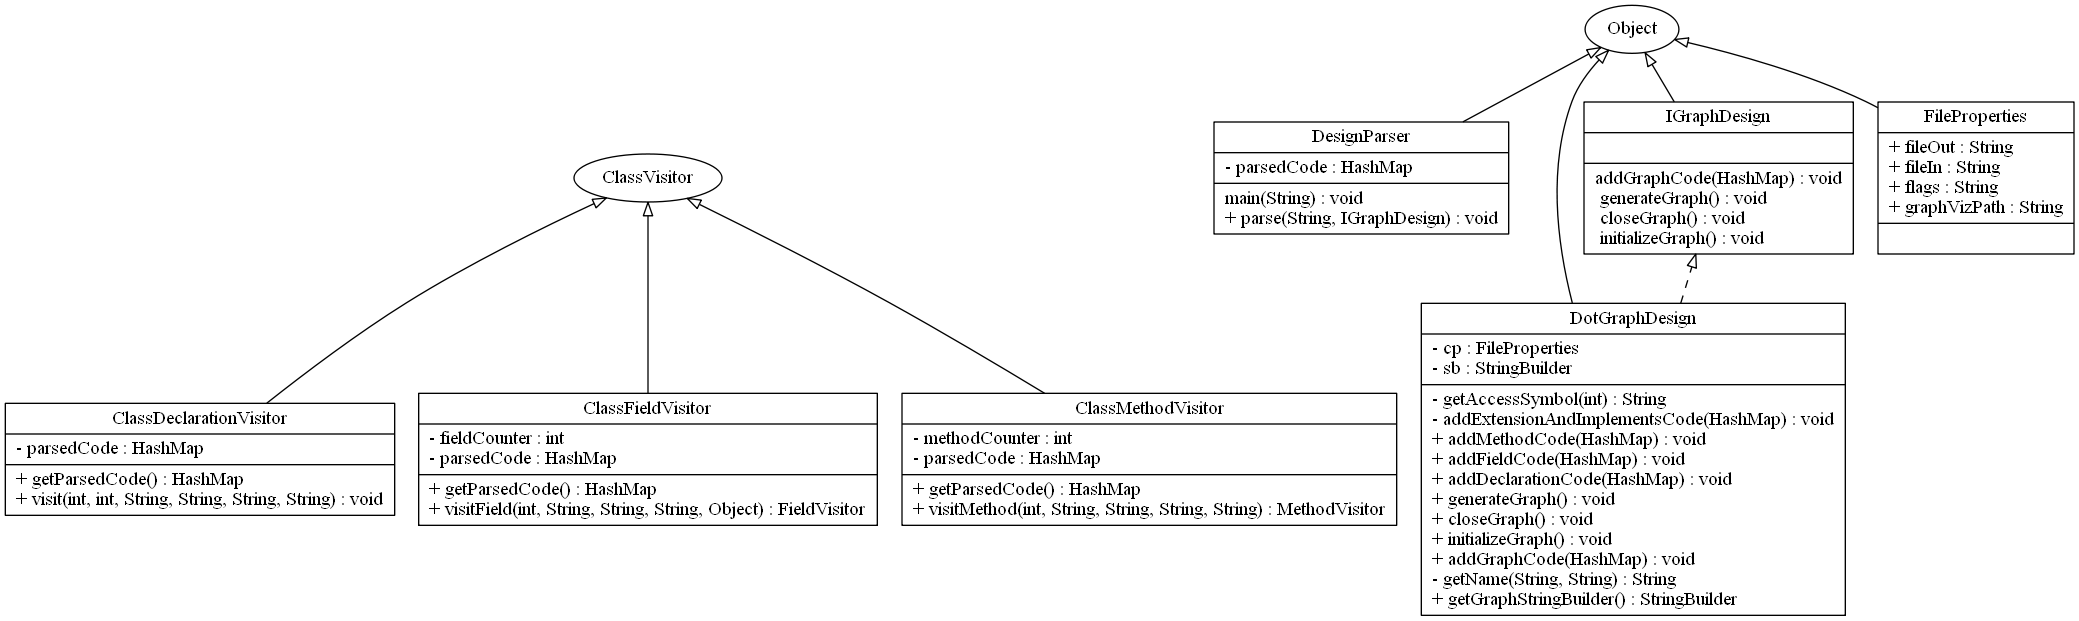 Object
DesignParser
- parsedCode : HashMap
main(String) : void
+ parse(String, IGraphDesign) : void
IGraphDesign
addGraphCode(HashMap) : void
generateGraph() : void
closeGraph() : void
initializeGraph() : void
FileProperties
+ fileOut : String
+ fileIn : String
+ flags : String
+ graphVizPath : String
ClassVisitor
ClassDeclarationVisitor
- parsedCode : HashMap
+ getParsedCode() : HashMap
+ visit(int, int, String, String, String, String) : void
ClassFieldVisitor
- fieldCounter : int
- parsedCode : HashMap
+ getParsedCode() : HashMap
+ visitField(int, String, String, String, Object) : FieldVisitor
ClassMethodVisitor
- methodCounter : int
- parsedCode : HashMap
+ getParsedCode() : HashMap
+ visitMethod(int, String, String, String, String) : MethodVisitor
DotGraphDesign
- cp : FileProperties
- sb : StringBuilder
- getAccessSymbol(int) : String
- addExtensionAndImplementsCode(HashMap) : void
+ addMethodCode(HashMap) : void
+ addFieldCode(HashMap) : void
+ addDeclarationCode(HashMap) : void
+ generateGraph() : void
+ closeGraph() : void
+ initializeGraph() : void
+ addGraphCode(HashMap) : void
- getName(String, String) : String
+ getGraphStringBuilder() : StringBuilder